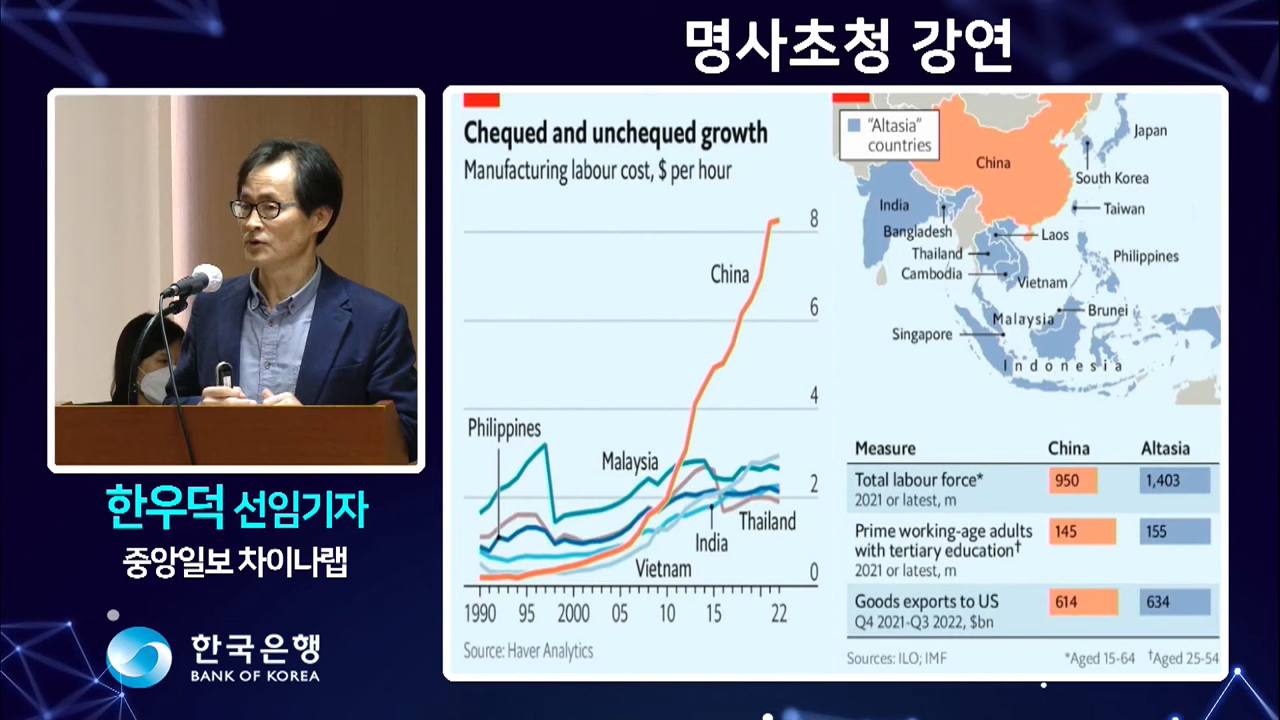 명사초청 강연
한우덕 선임기자
중앙일보 차이나랩
한국은행
BANK OF KOREA
Chequed and unchequed growth
Manufacturing labour cost, $ per hour
8
China
6
4
Philippines
Malaysia
2
Thailand
India
Vietnam
0
1990 95 2000 05 10 15 22
Source: Haver Analytics
"Altasia"
countries
Japan
China
South Korea
India
Taiwan
Bangladesh
Laos
Thailand
Philippines
Cambodia
Vietnam
Brunei
Malaysia
Singapore
Indonesia
Measure China Altasia
Total labour force* 950 1,403
2021 or latest, m
Prime working-age adults 145 155
with tertiary education†
2021 or latest, m
Goods exports to US 614 634
Q4 2021-Q3 2022, $bn
Sources: ILO; IMF *Aged 15-64 †Aged 25-54